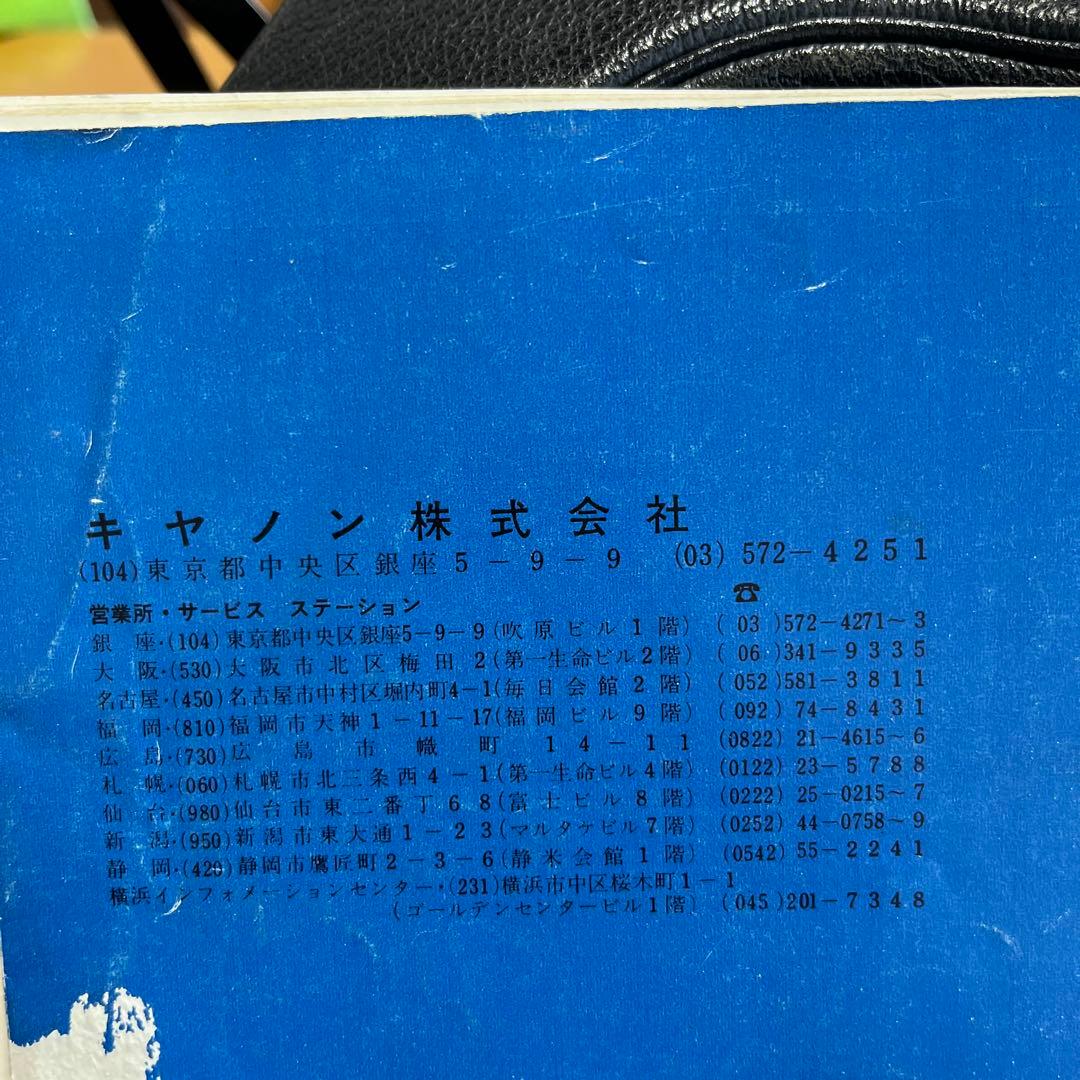 キヤノン株式会社
(104)東京都中央区銀座5-9-9 (03)572-4251
営業所・サービス ステーション ☎
銀座・(104)東京都中央区銀座5-9-9(吹原ビル1階) (03)572-4271~3
大阪・(530)大阪市北区梅田2(第一生命ビル2階) (06)341-9335
名古屋・(450)名古屋市中村区堀内町4-1(毎日会館2階) (052)581-3811
福岡・(810)福岡市天神1-11-17(福岡ビル9階) (092)74-8431
広島・(730)広島市幟町14-11 (0822)21-4615~6
札幌・(060)札幌市北三条西4-1(第一生命ビル4階) (0122)23-5788
仙台・(980)仙台市東二番丁68(富士ビル8階) (0222)25-0215~7
新潟・(950)新潟市東大通1-23(マルタケビル7階) (0252)44-0758~9
静岡・(420)静岡市鷹匠町2-3-6(静米会館1階) (0542)55-2241
横浜インフォメーションセンター・(231)横浜市中区桜木町1-1
(ゴールデンセンタービル1階) (045)201-7348